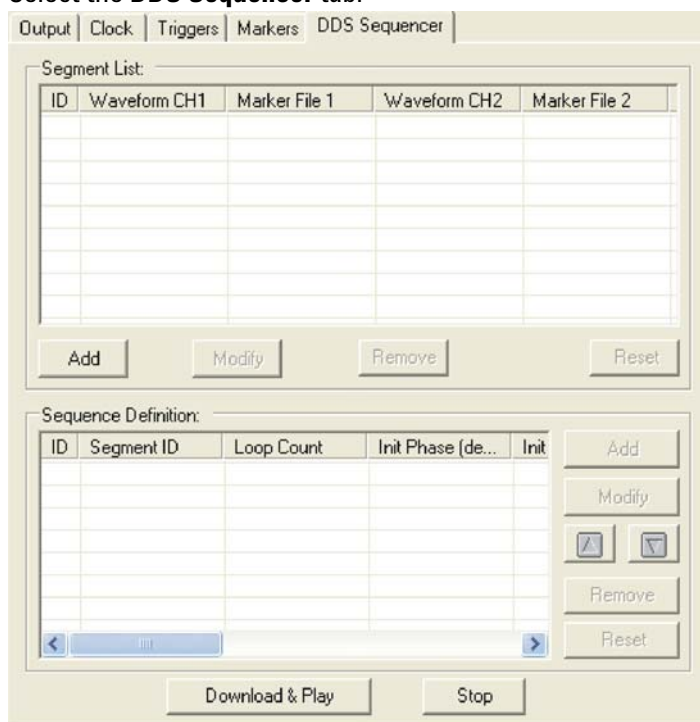 Select the DDS Sequencer tab.
Output Clock Triggers Markers DDS Sequencer
Segment List:
ID Waveform CH1 Marker File 1 Waveform CH2 Marker File 2
Add Modify Remove Reset
Sequence Definition:
ID Segment ID Loop Count Init Phase (de... Init
Add
Modify
Remove
Reset
Download & Play Stop